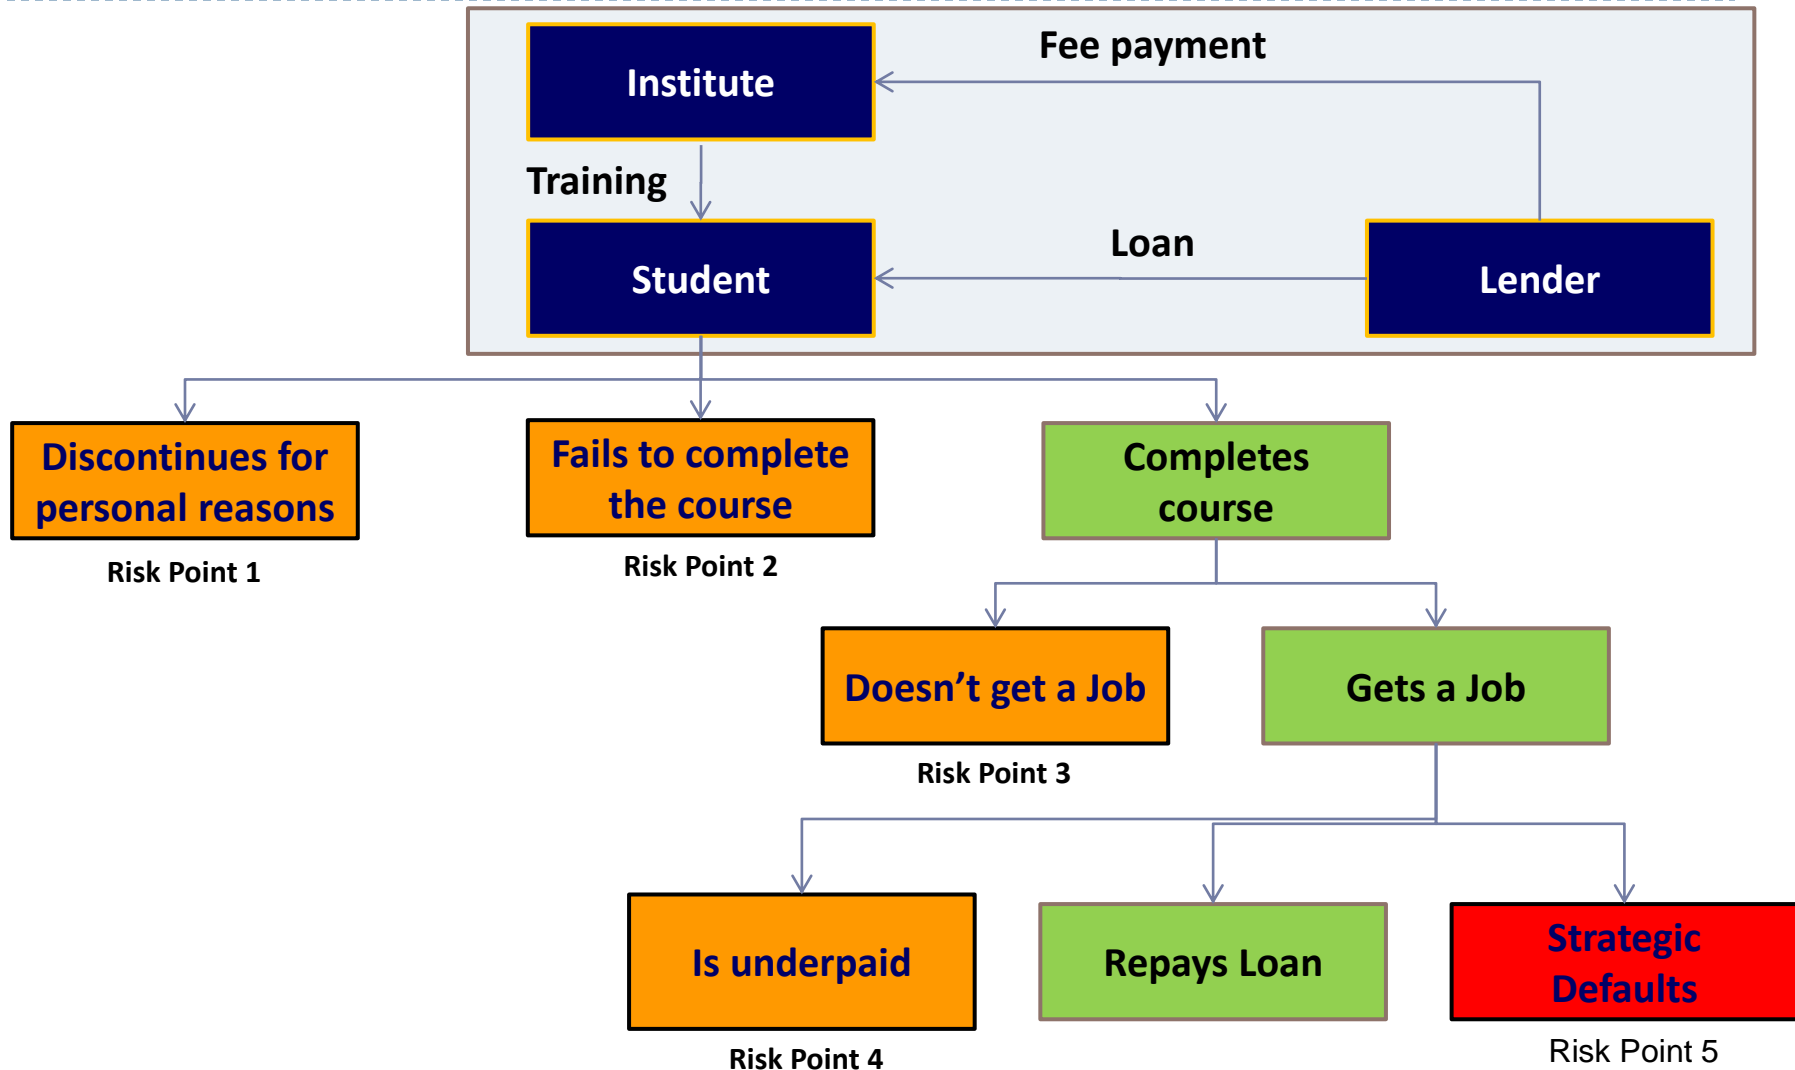 Fee payment
Institute
Training
Loan
Student
Lender
Discontinues for
personal reasons
Fails to complete
the course
Completes
course
Risk Point 1
Risk Point 2
Doesn’t get a Job
Gets a Job
Risk Point 3
Is underpaid
Repays Loan
Strategic
Defaults
Risk Point 4
Risk Point 5